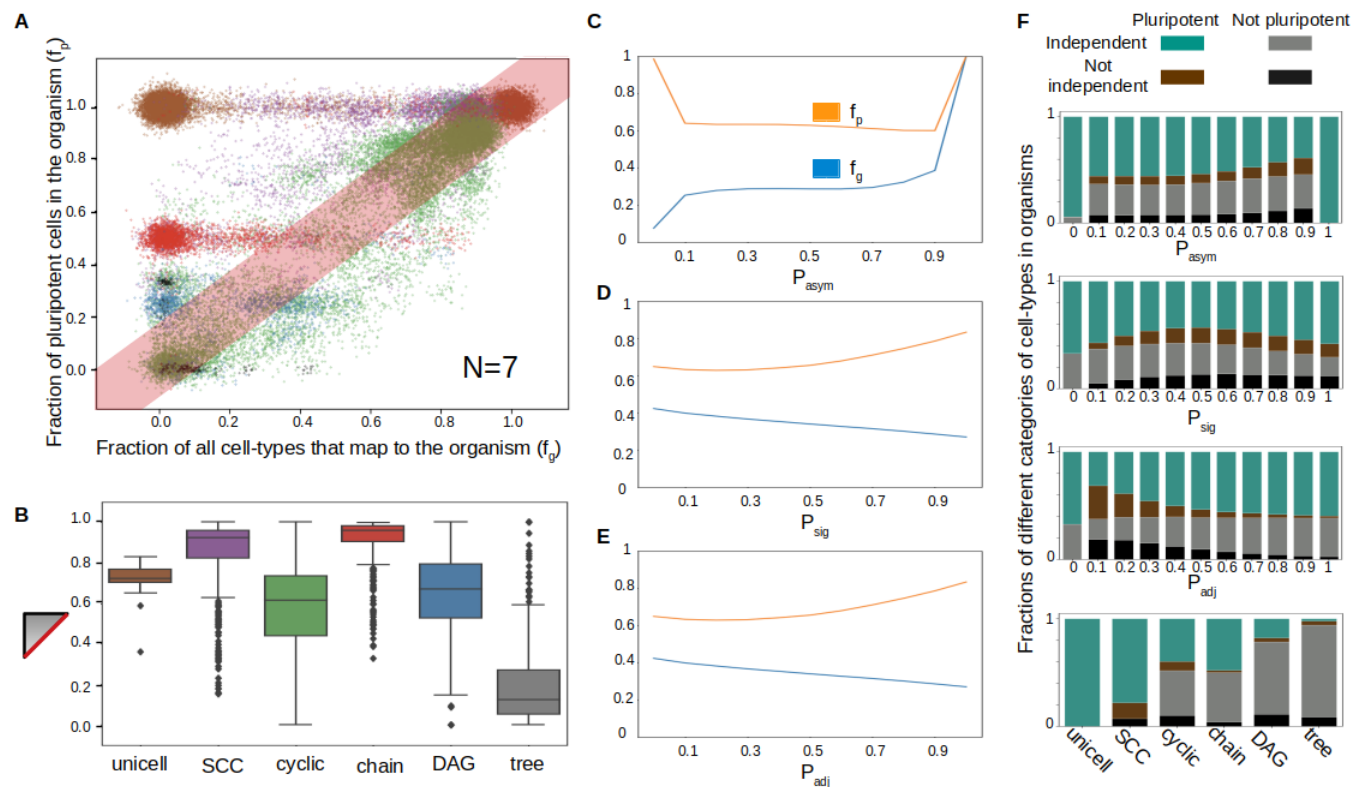 A
Fraction of pluripotent cells in the organism (fp)
1.0
0.8
0.6
0.4
0.2
0.0
N=7
0.0 0.2 0.4 0.6 0.8 1.0
Fraction of all cell-types that map to the organism (fg)
B
1.0
0.8
0.6
0.4
0.2
0.0
unicell SCC cyclic chain DAG tree
C
1
0.8
0.6
0.4
0.2
0
fp
fg
0.1 0.3 0.5 0.7 0.9
Pasym
D
1
0.8
0.6
0.4
0.2
0
0.1 0.3 0.5 0.7 0.9
Psig
E
1
0.8
0.6
0.4
0.2
0
0.1 0.3 0.5 0.7 0.9
Padj
F
Pluripotent Not pluripotent
Independent
Not
independent
Fractions of different categories of cell-types in organisms
1
0
0 0.1 0.2 0.3 0.4 0.5 0.6 0.7 0.8 0.9 1
Pasym
1
0
0 0.1 0.2 0.3 0.4 0.5 0.6 0.7 0.8 0.9 1
Psig
1
0
0 0.1 0.2 0.3 0.4 0.5 0.6 0.7 0.8 0.9 1
Padj
1
0
unicell SCC cyclic chain DAG tree